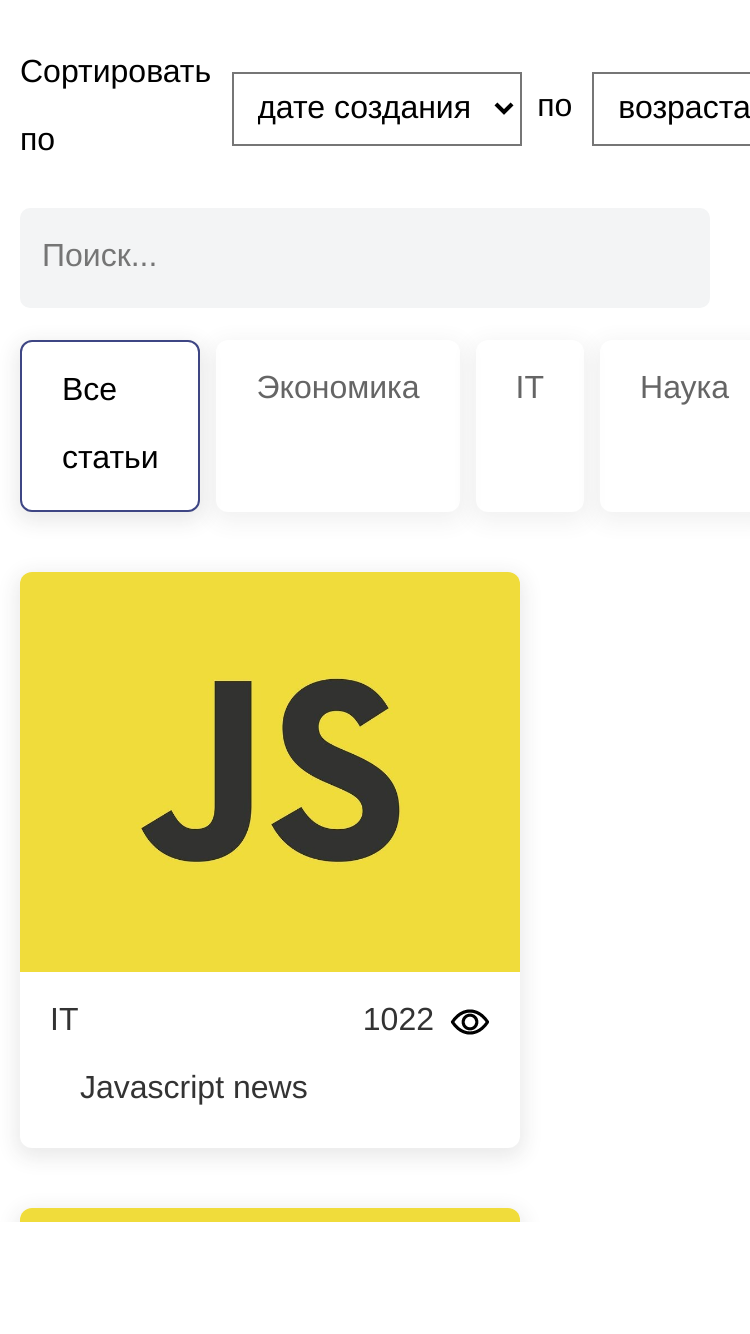 Сортировать
по
дате создания
по
возраста
Поиск...
Все
статьи
Экономика
IT
Наука
JS
IT
1022
Javascript news